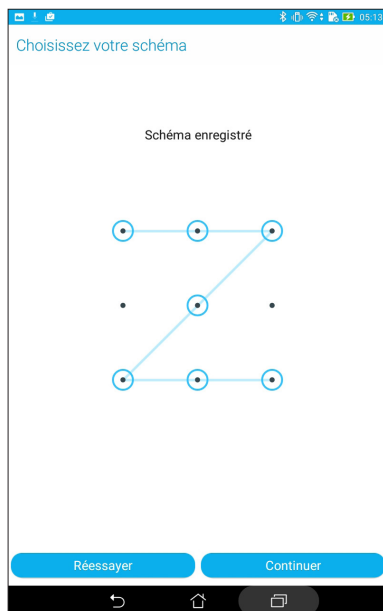 05:13
Choisissez votre schéma
Schéma enregistré
Réessayer
Continuer